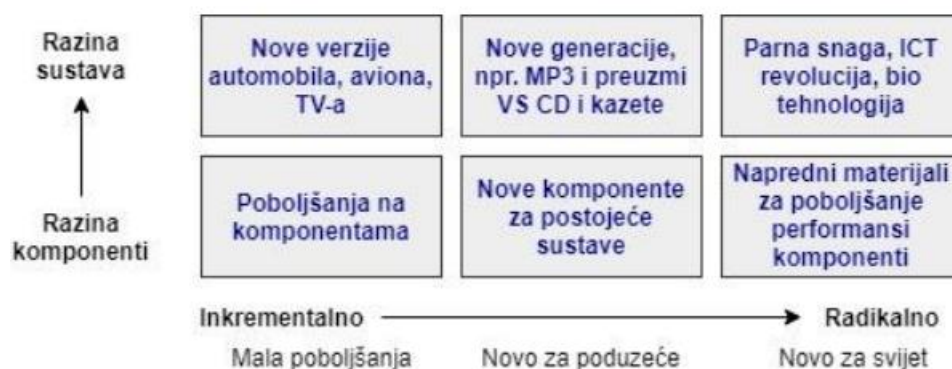 Razina
sustava
Nove verzije
automobila, aviona,
TV-a
Nove generacije,
npr. MP3 i preuzmi
VS CD i kazete
Parna snaga, ICT
revolucija, bio
tehnologija
Razina
komponenti
Poboljšanja na
komponentama
Nove komponente
za postojeće
sustave
Napredni materijali
za poboljšanje
performansi
komponenti
Inkrementalno
Radikalno
Mala poboljšanja
Novo za poduzeće
Novo za svijet